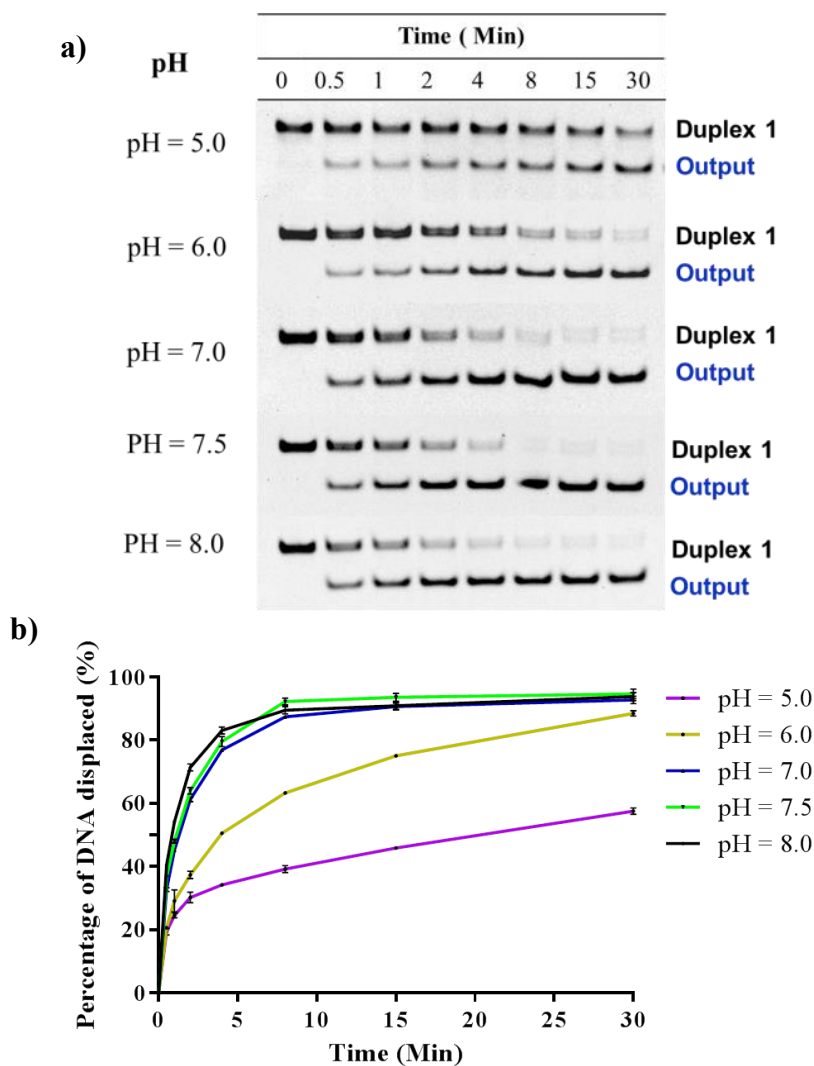 a)
pH
Time ( Min)
0 0.5 1 2 4 8 15 30
pH = 5.0
Duplex 1
Output
pH = 6.0
Duplex 1
Output
pH = 7.0
Duplex 1
Output
PH = 7.5
Duplex 1
Output
PH = 8.0
Duplex 1
Output
b)
Percentage of DNA displaced (%)
100
80
60
40
20
0
0 5 10 15 20 25 30
Time (Min)
pH = 5.0
pH = 6.0
pH = 7.0
pH = 7.5
pH = 8.0